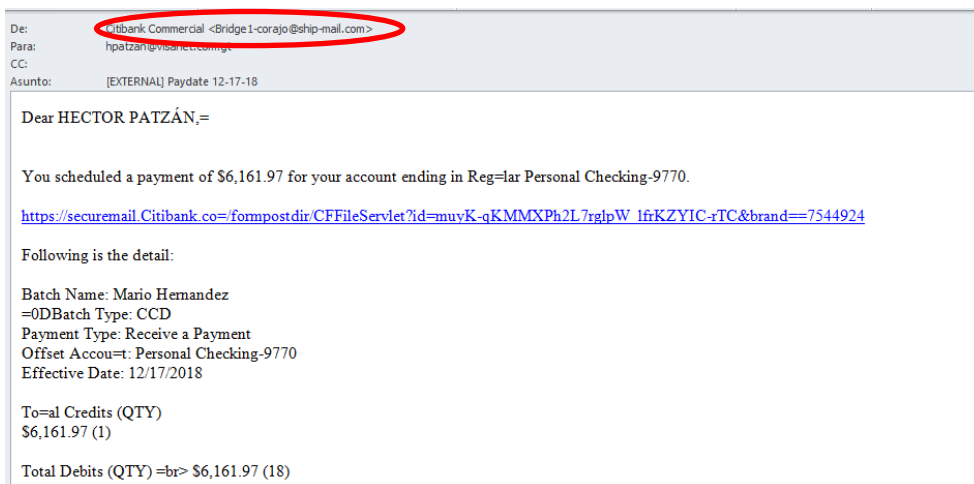 De: Citibank Commercial <Bridge1-corajo@ship-mail.com>
Para: hpatzan@visanet.com.gt
CC:
Asunto: [EXTERNAL] Paydate 12-17-18
Dear HECTOR PATZÁN,=
You scheduled a payment of $6,161.97 for your account ending in Reg=lar Personal Checking-9770.
https://securemail.Citibank.co=/formpostdir/CFFileServlet?id=muyK-qKMMXPh2L7rglpW_lfrKZYIC-rTC&brand==7544924
Following is the detail:
Batch Name: Mario Hernandez
=0DBatch Type: CCD
Payment Type: Receive a Payment
Offset Accou=t: Personal Checking-9770
Effective Date: 12/17/2018
To=al Credits (QTY)
$6,161.97 (1)
Total Debits (QTY) =br> $6,161.97 (18)